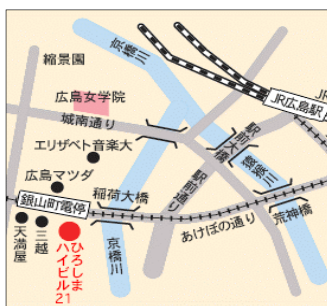 京橋川
縮景園
JR広島駅
JR
広島女学院
城南通り
エリザベト音楽大
駅前大橋
猿猴川
広島マツダ
稲荷大橋
駅前通り
銀山町電停
あけぼの通り
荒神橋
天満屋
三越
ひろしま
ハイビル
21
京橋川